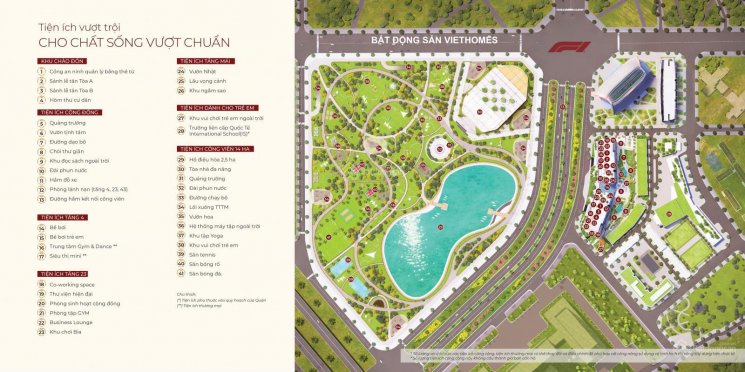 Tiện ích vượt trội
CHO CHẤT SỐNG VƯỢT CHUẨN
KHU CHÀO ĐÓN
1 Cổng an ninh quản lý bằng thẻ từ
2 Sảnh lễ tân Tòa A
3 Sảnh lễ tân Tòa B
4 Hòm thư cư dân
TIỆN ÍCH CỘNG ĐỒNG
5 Quảng trường
6 Vườn tĩnh tâm
7 Đường dạo bộ
8 Chòi thư giãn
9 Khu đọc sách ngoài trời
10 Đài phun nước
11 Hầm đỗ xe
12 Phòng lánh nạn (tầng 4, 23, 43)
13 Đường hầm kết nối công viên
TIỆN ÍCH TẦNG 4
14 Bể bơi
15 Bể bơi trẻ em
16 Trung tâm Gym & Dance **
17 Siêu thị mini **
TIỆN ÍCH TẦNG 23
18 Co-working space
19 Thư viện hiện đại
20 Phòng sinh hoạt cộng đồng
21 Phòng tập GYM
22 Business Lounge
23 Khu chơi Bia
TIỆN ÍCH TẦNG MÁI
24 Vườn Nhật
25 Lầu vọng cảnh
26 Khu ngắm sao
TIỆN ÍCH DÀNH CHO TRẺ EM
27 Khu vui chơi trẻ em ngoài trời
28 Trường liên cấp Quốc Tế
International School(IS)*
TIỆN ÍCH CÔNG VIÊN 14 HA
29 Hồ điều hòa 2,5 ha
30 Tòa nhà đa năng
31 Quảng trường
32 Đài phun nước
33 Đường chạy bộ
34 Lối xuống TTTM
35 Vườn hoa
36 Hệ thống máy tập ngoài trời
37 Khu tập Yoga
38 Khu vui chơi trẻ em
39 Sân tennis
40 Sân bóng rổ
41 Sân bóng đá
Chú thích:
(*) Tiện ích phụ thuộc vào quy hoạch của Quận
(**) Tiện ích thương mại
BẤT ĐỘNG SẢN VIETHOMES
F1